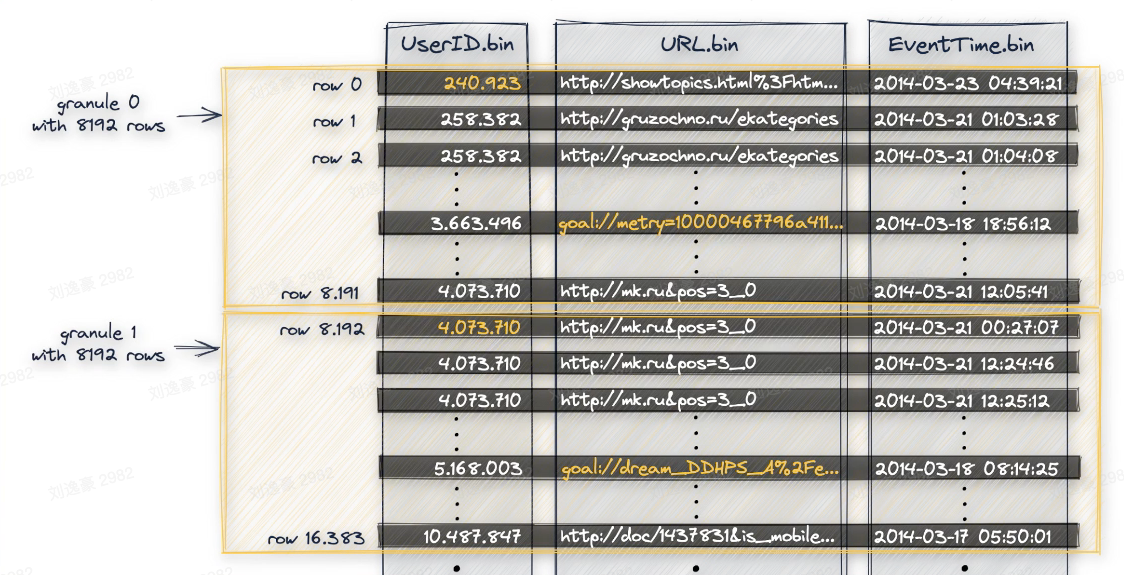 UserID.bin URL.bin EventTime.bin
granule 0
with 8192 rows
row 0 240.923 http://showtopics.html%3Fhtm... 2014-03-23 04:39:21
row 1 258.382 http://gruzochno.ru/ekategories 2014-03-21 01:03:28
row 2 258.382 http://gruzochno.ru/ekategories 2014-03-21 01:04:08
3.663.496 goal://metry=10000467796a411... 2014-03-18 18:56:12
row 8.191 4.073.710 http://mk.ru&pos=3_0 2014-03-21 12:05:41
granule 1
with 8192 rows
row 8.192 4.073.710 http://mk.ru&pos=3_0 2014-03-21 00:27:07
4.073.710 http://mk.ru&pos=3_0 2014-03-21 12:24:46
4.073.710 http://mk.ru&pos=3_0 2014-03-21 12:25:12
5.168.003 goal://dream_DDHPS_A%2Fe... 2014-03-18 08:14:25
row 16.383 10.487.847 http://doc/1437831&is_mobile... 2014-03-17 05:50:01
刘逸豪 2982